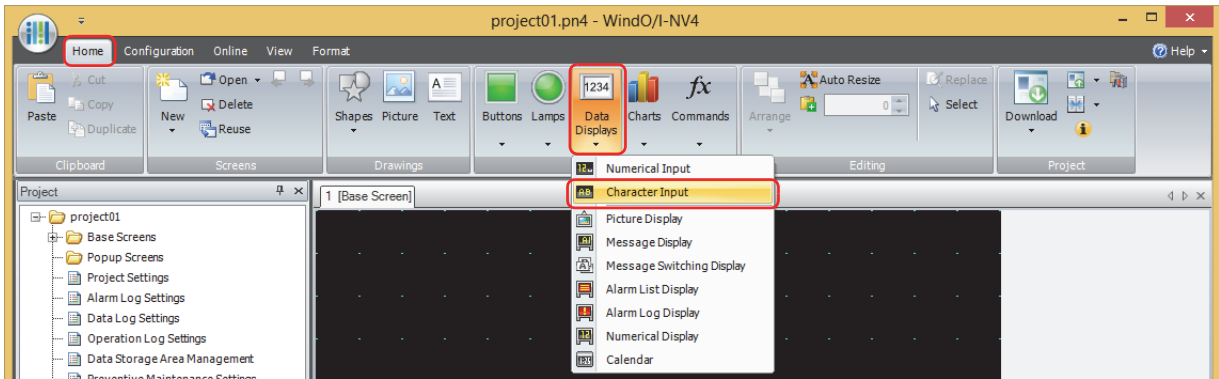 project01.pn4 - WindO/I-NV4
Home Configuration Online View Format Help
Cut
Copy
Duplicate
Paste
Clipboard
New
Open
Delete
Reuse
Screens
Shapes Picture Text
Drawings
Buttons Lamps Data Displays Charts Commands
1234
Arrange
Auto Resize
0
Replace
Select
Editing
Download
Project
Numerical Input
Character Input
Picture Display
Message Display
Message Switching Display
Alarm List Display
Alarm Log Display
Numerical Display
Calendar
Project
project01
Base Screens
Popup Screens
Project Settings
Alarm Log Settings
Data Log Settings
Operation Log Settings
Data Storage Area Management
Preventive Maintenance Settings
1 [Base Screen]